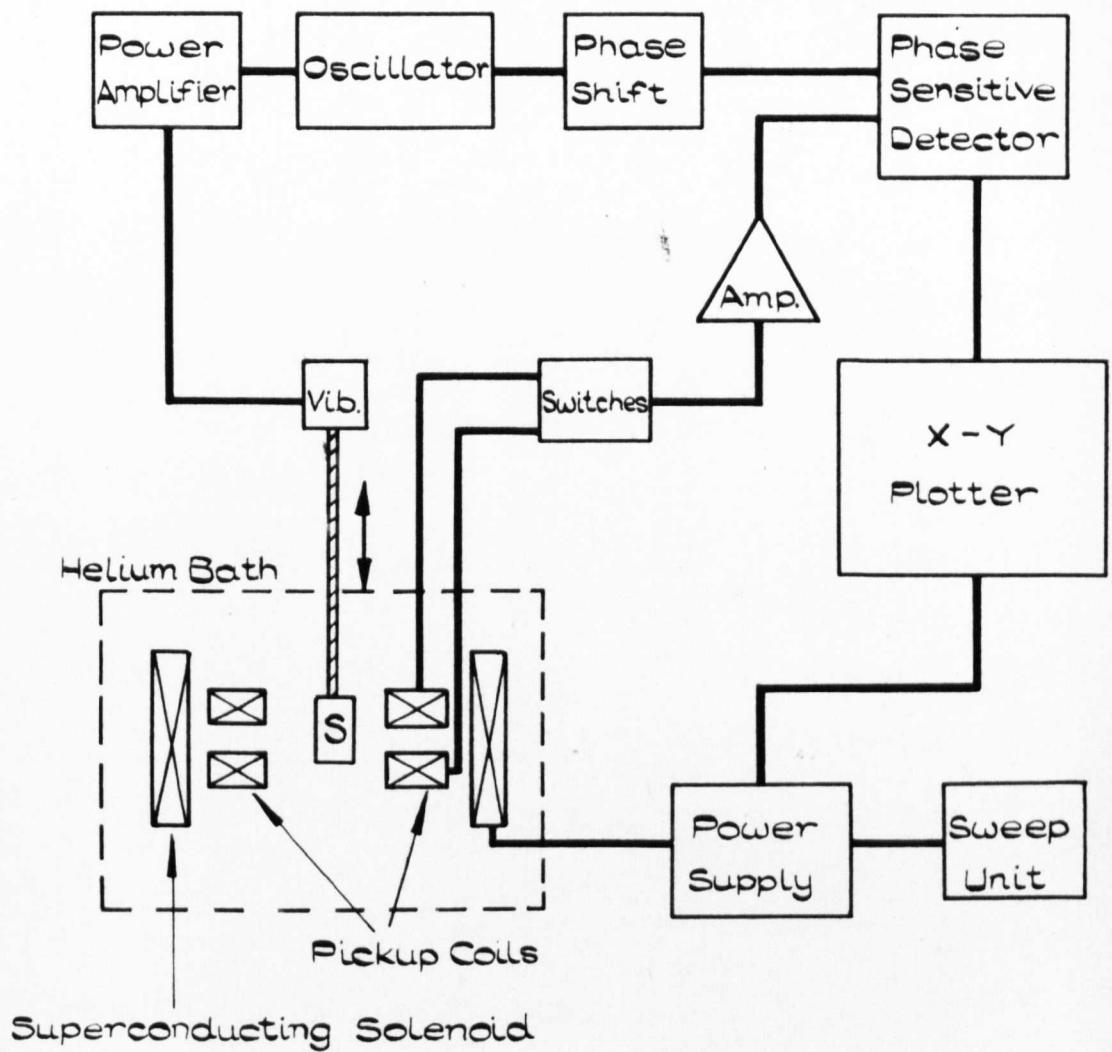 Power
Amplifier
Oscillator
Phase
Shift
Phase
Sensitive
Detector
Amp.
Vib.
Switches
X-Y
Plotter
Helium Bath
S
Power
Supply
Sweep
Unit
Pickup Coils
Superconducting Solenoid